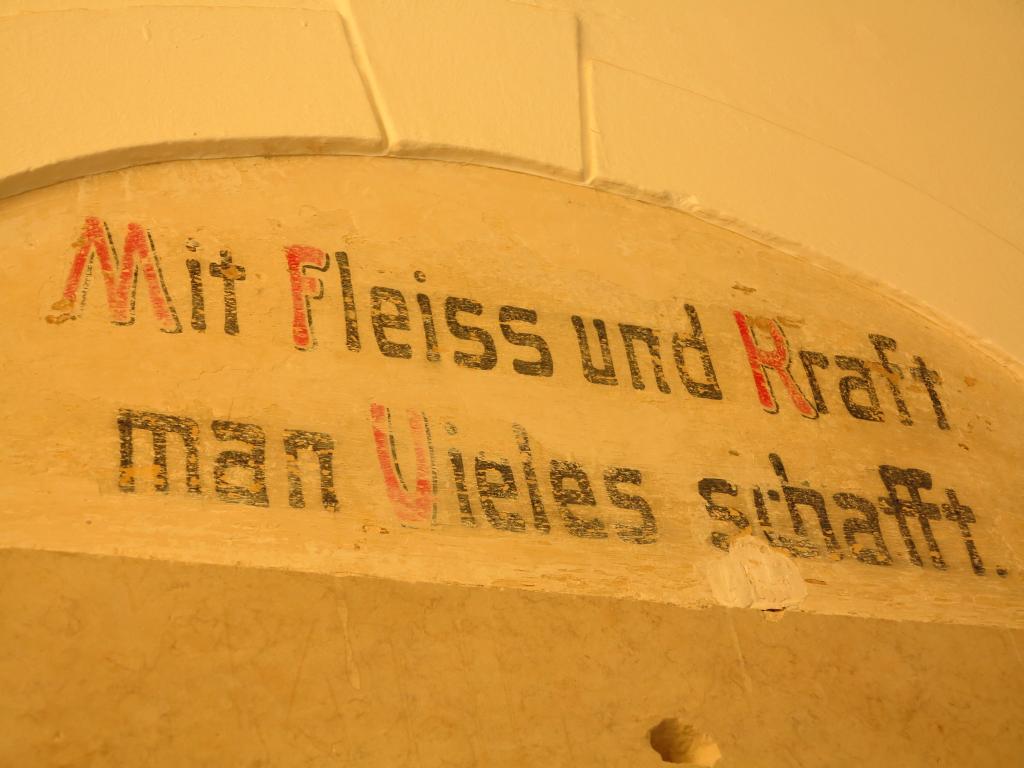 Mit Fleiss und Kraft
man Vieles schafft.